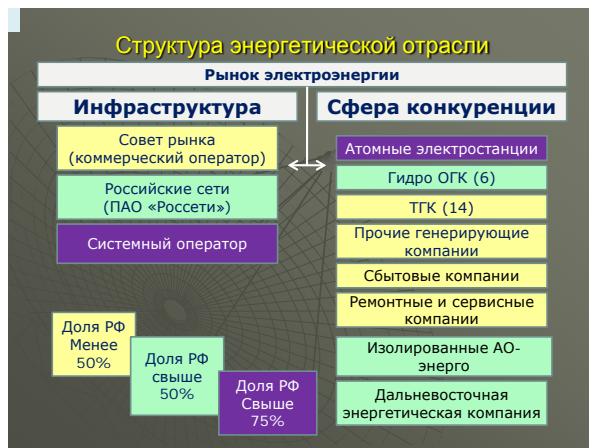 Структура энергетической отрасли
Рынок электроэнергии
Инфраструктура
Совет рынка
(коммерческий оператор)
Российские сети
(ПАО «Россети»)
Системный оператор
Сфера конкуренции
Атомные электростанции
Гидро ОГК (6)
ТГК (14)
Прочие генерирующие
компании
Сбытовые компании
Ремонтные и сервисные
компании
Изолированные АО-
энерго
Дальневосточная
энергетическая компания
Доля РФ
Менее
50%
Доля РФ
свыше
50%
Доля РФ
Свыше
75%